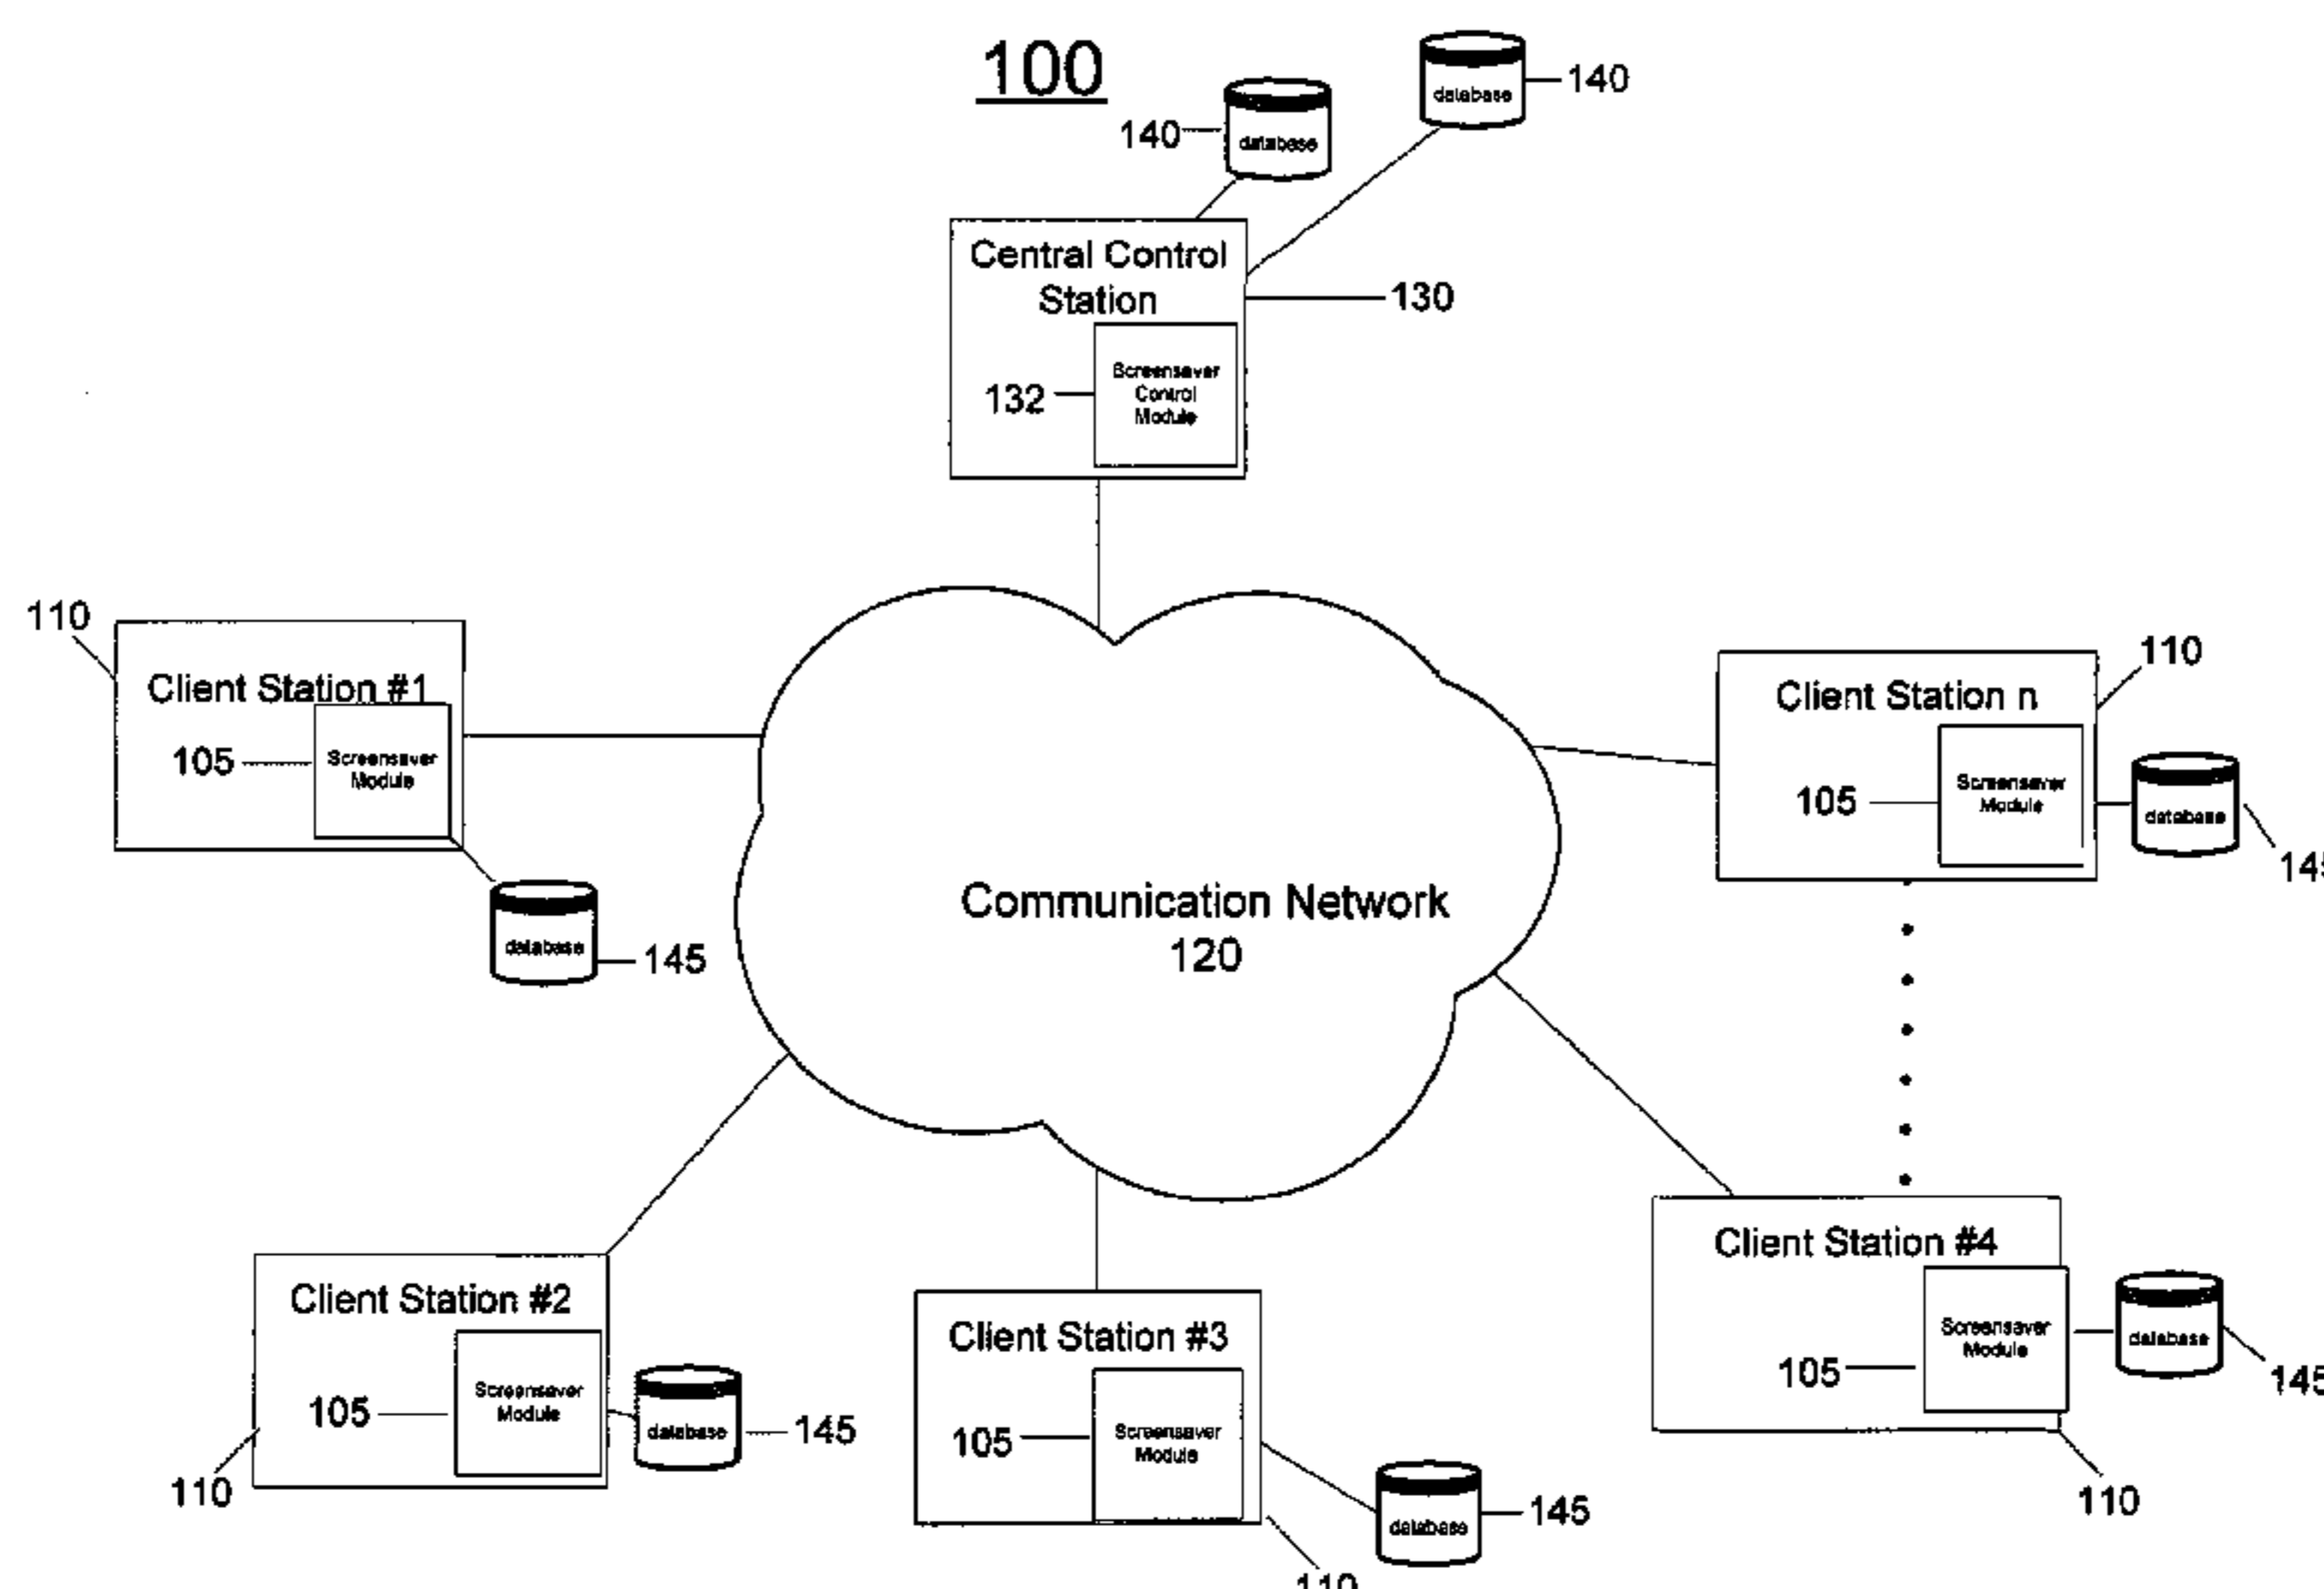 100
database
140
140
database
Central Control
Station
130
Screensaver
Control
Module
132
110
Client Station #1
105
Screensaver
Module
database
145
110
Client Station n
105
Screensaver
Module
database
145
Communication Network
120
Client Station #2
105
Screensaver
Module
database
145
110
Client Station #3
105
Screensaver
Module
database
145
110
Client Station #4
105
Screensaver
Module
database
145
110